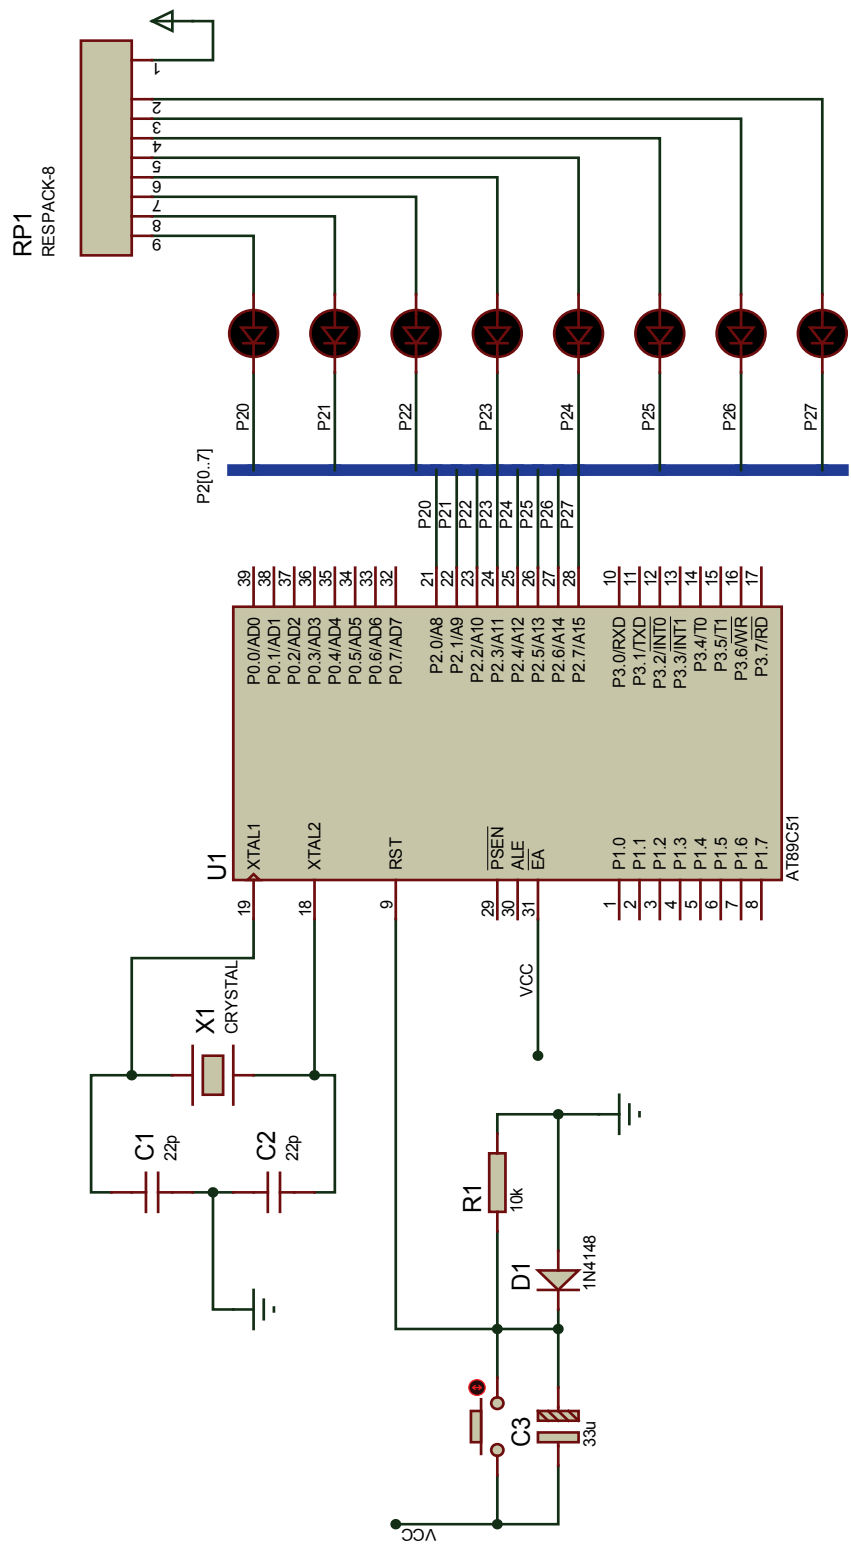 RP1
RESPACK-8
1
2
3
4
5
6
7
8
9
P20
P21
P22
P23
P24
P25
P26
P27
P2[0..7]
P20
P21
P22
P23
P24
P25
P26
P27
39
38
37
36
35
34
33
32
21
22
23
24
25
26
27
28
10
11
12
13
14
15
16
17
P0.0/AD0
P0.1/AD1
P0.2/AD2
P0.3/AD3
P0.4/AD4
P0.5/AD5
P0.6/AD6
P0.7/AD7
P2.0/A8
P2.1/A9
P2.2/A10
P2.3/A11
P2.4/A12
P2.5/A13
P2.6/A14
P2.7/A15
P3.0/RXD
P3.1/TXD
P3.2/INT0
P3.3/INT1
P3.4/T0
P3.5/T1
P3.6/WR
P3.7/RD
U1
XTAL1
XTAL2
RST
PSEN
ALE
EA
P1.0
P1.1
P1.2
P1.3
P1.4
P1.5
P1.6
P1.7
AT89C51
19
18
9
29
30
31
1
2
3
4
5
6
7
8
X1
CRYSTAL
VCC
C1
22p
C2
22p
R1
10k
D1
1N4148
C3
33u
VCC